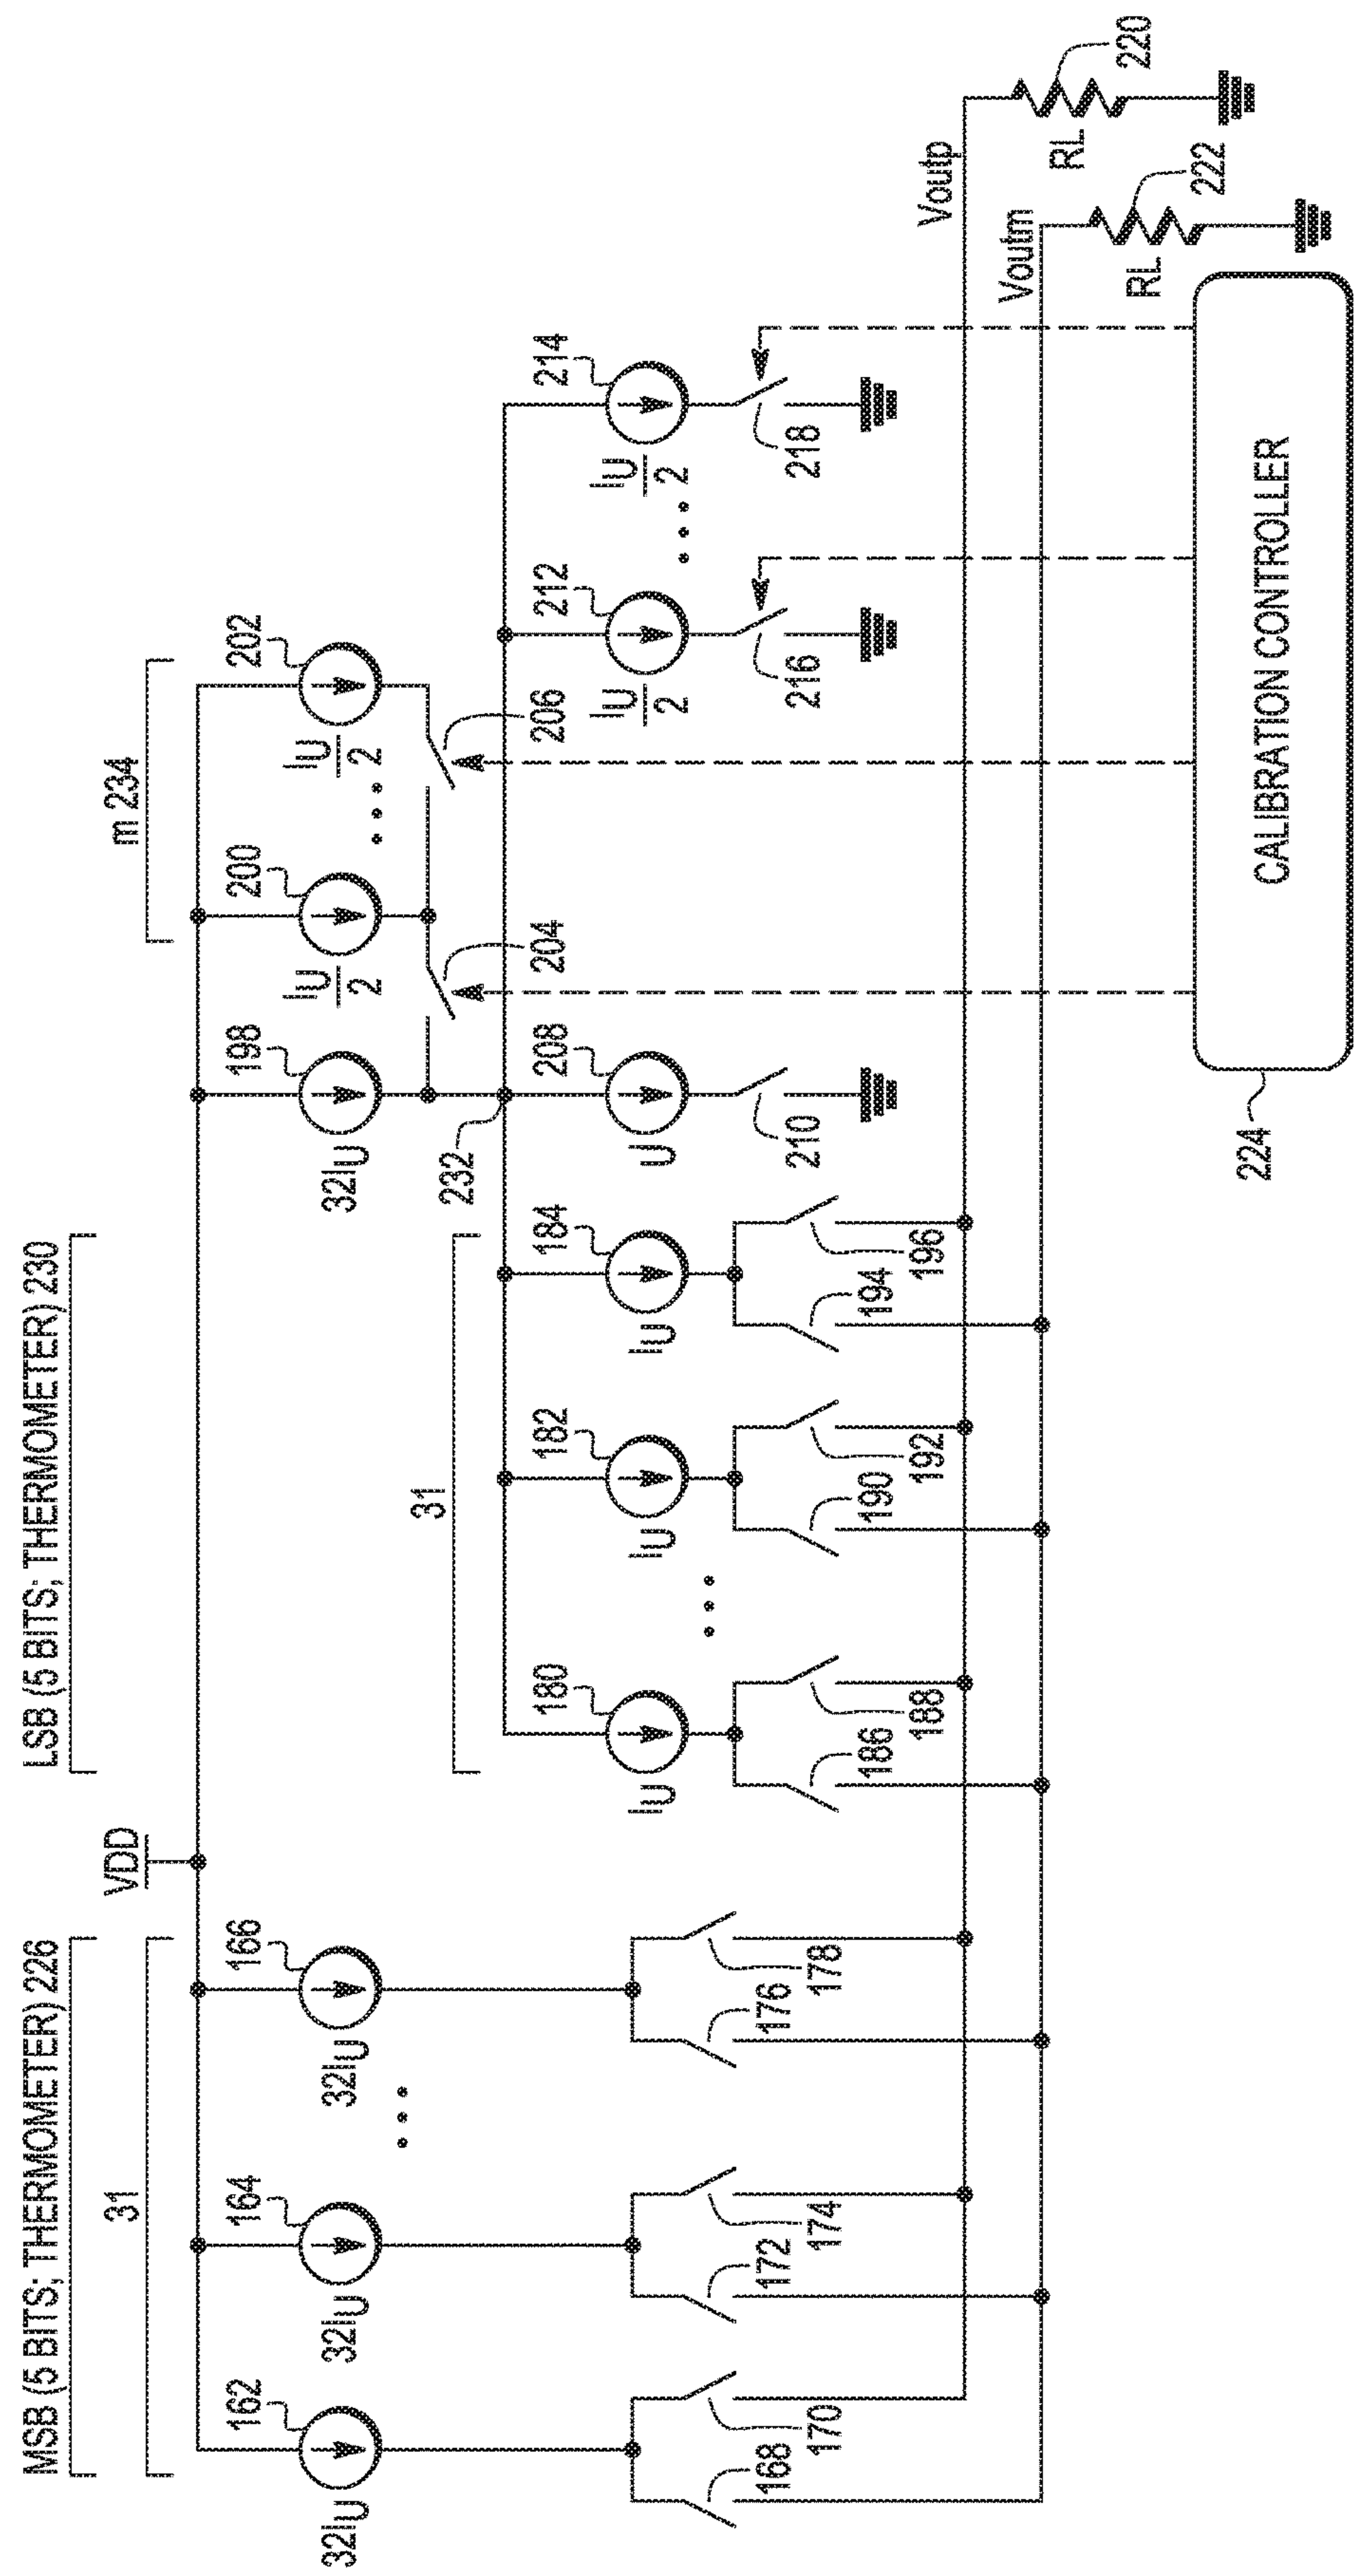 MSB (5 BITS; THERMOMETER) 226
LSB (5 BITS; THERMOMETER) 230
31
VDD
m 234
162
164
166
198
200
202
32IU
32IU
32IU
32IU
IU
2
IU
2
31
232
204
206
180
182
184
208
212
214
IU
IU
IU
U
IU
2
IU
2
168
170
172
174
176
178
186
188
190
192
194
196
210
216
218
Voutp
Voutm
RL
220
RL
222
224
CALIBRATION CONTROLLER